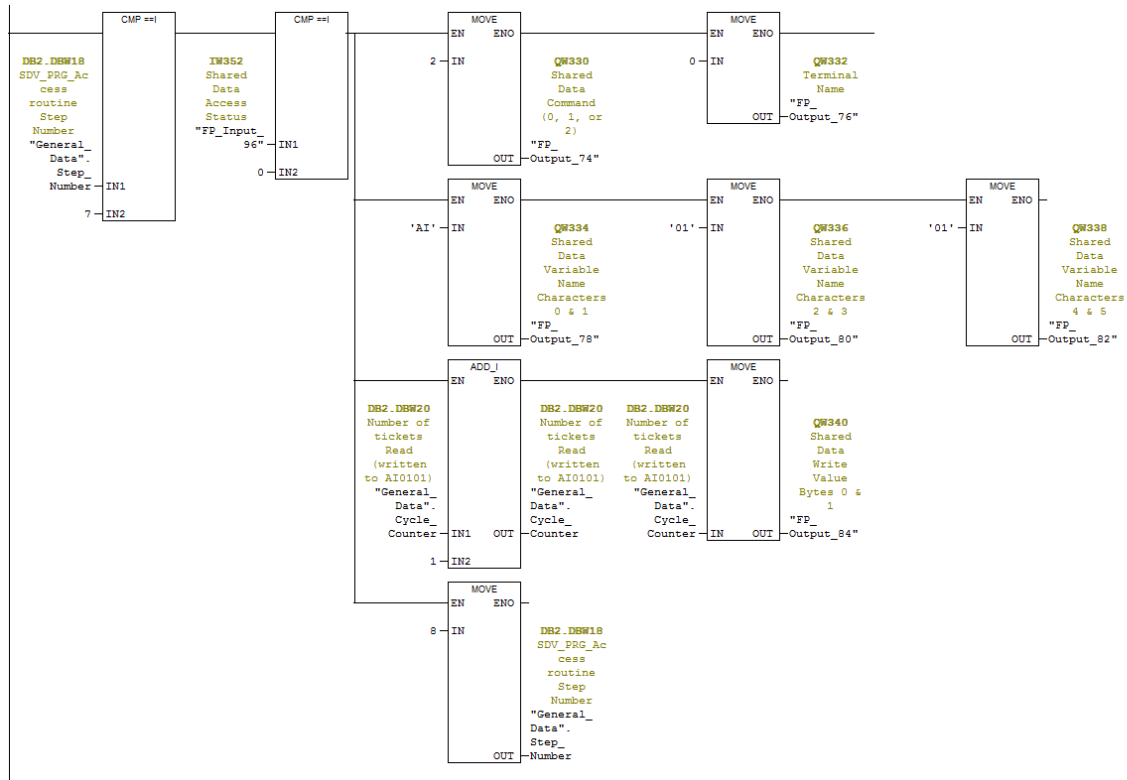 CMP ==I
DB2.DBW18
SDV_PRG_Ac
cess
routine
Step
Number
"General_
Data".
Step_
Number
IN1
7
IN2
CMP ==I
IW352
Shared
Data
Access
Status
"FP_Input_
96"
IN1
0
IN2
MOVE
EN ENO
2
IN
QW330
Shared
Data
Command
(0, 1, or
2)
"FP_
OUT
Output_74"
MOVE
EN ENO
0
IN
QW332
Terminal
Name
"FP_
OUT
Output_76"
MOVE
EN ENO
'AI'
IN
QW334
Shared
Data
Variable
Name
Characters
0 & 1
"FP_
OUT
Output_78"
MOVE
EN ENO
'01'
IN
QW336
Shared
Data
Variable
Name
Characters
2 & 3
"FP_
OUT
Output_80"
MOVE
EN ENO
'01'
IN
QW338
Shared
Data
Variable
Name
Characters
4 & 5
"FP_
OUT
Output_82"
ADD_I
EN ENO
DB2.DBW20
Number of
tickets
Read
(written
to AI0101)
"General_
Data".
Cycle_
Counter
IN1
1
IN2
DB2.DBW20
Number of
tickets
Read
(written
to AI0101)
"General_
Data".
Cycle_
OUT
Counter
MOVE
EN ENO
DB2.DBW20
Number of
tickets
Read
(written
to AI0101)
"General_
Data".
Cycle_
Counter
IN
QW340
Shared
Data
Write
Value
Bytes 0 &
1
"FP_
OUT
Output_84"
MOVE
EN ENO
8
IN
DB2.DBW18
SDV_PRG_Ac
cess
routine
Step
Number
"General_
Data".
Step_
OUT
Number